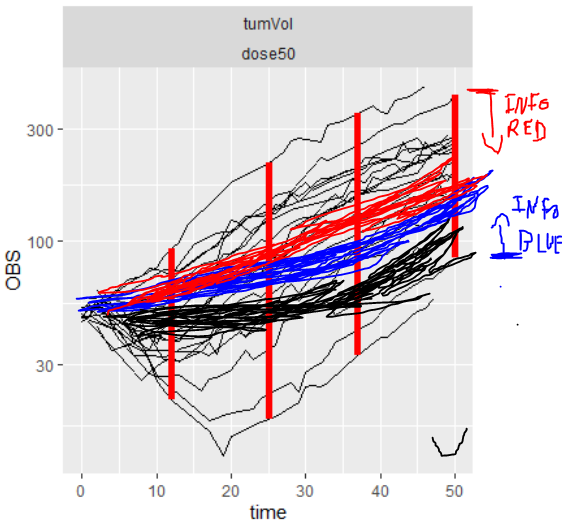 tumVol
dose50
OBS
300
100
30
0
10
20
30
40
50
time
INFO
RED
INFO
BLUE